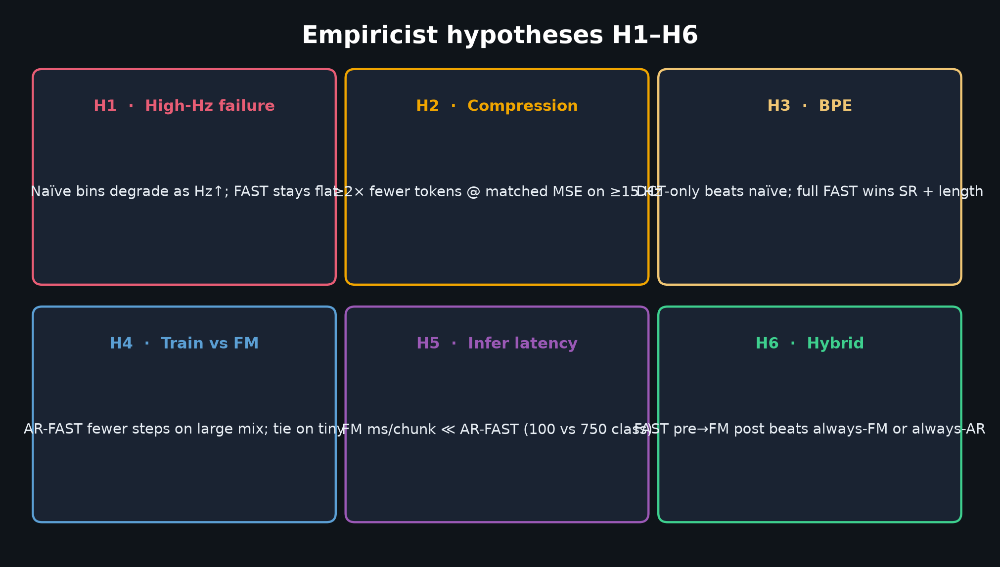 Empiricist hypotheses H1–H6
H1 · High-Hz failure
H2 · Compression
H3 · BPE
Naïve bins degrade as Hz↑; FAST stays flat
≥2× fewer tokens @ matched MSE on ≥15 Hz
DCT-only beats naïve; full FAST wins SR + length
H4 · Train vs FM
H5 · Infer latency
H6 · Hybrid
AR-FAST fewer steps on large mix; tie on tiny
FM ms/chunk ≪ AR-FAST (100 vs 750 class)
FAST pre→FM post beats always-FM or always-AR